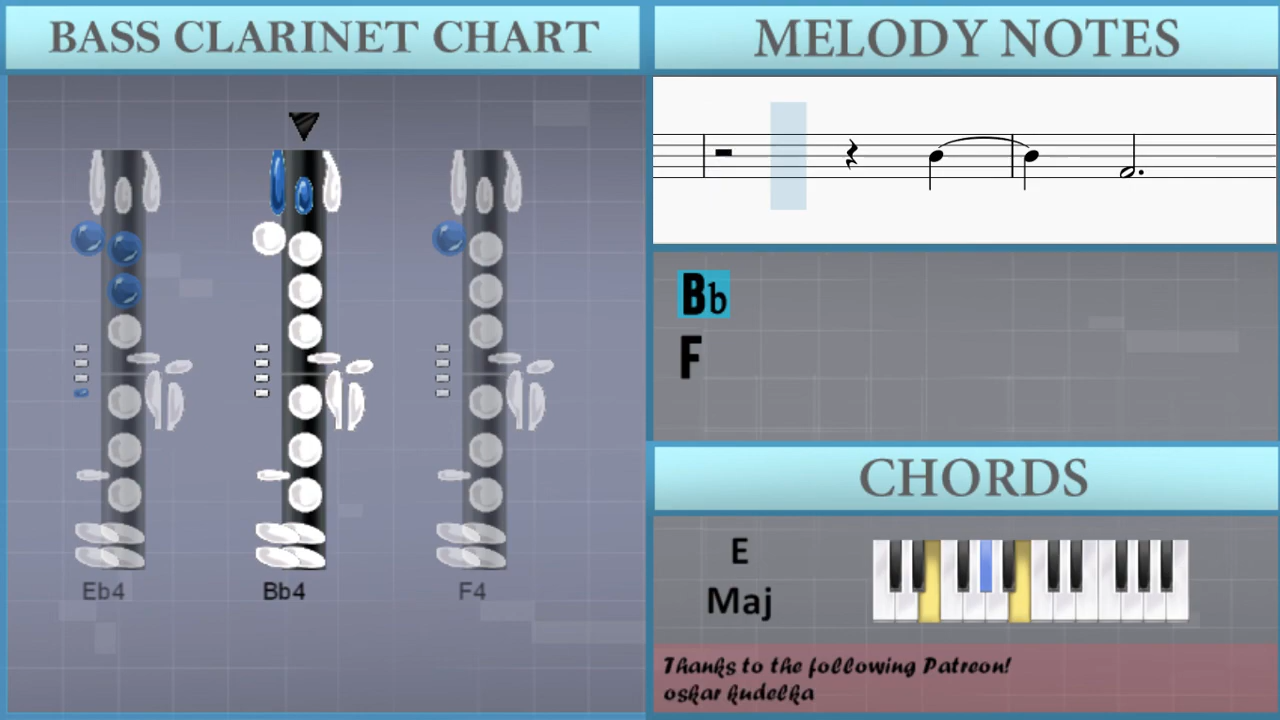 BASS CLARINET CHART
MELODY NOTES
Bb
F
CHORDS
E
Maj
Eb4
Bb4
F4
Thanks to the following Patreon!
oskar kudelka